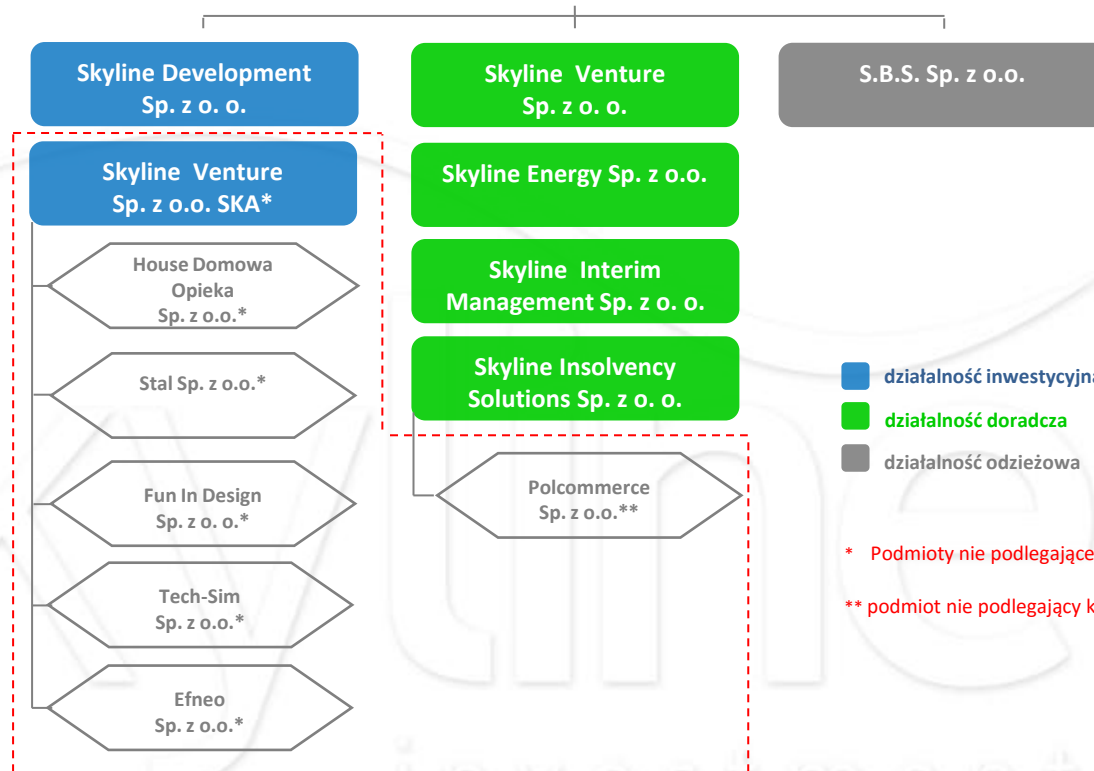 Skyline Development
Sp. z o. o.
Skyline Venture
Sp. z o. o.
S.B.S. Sp. z o.o.
Skyline Venture
Sp. z o.o. SKA*
Skyline Energy Sp. z o.o.
House Domowa
Opieka
Sp. z o.o.*
Skyline Interim
Management Sp. z o. o.
Stal Sp. z o.o.*
Skyline Insolvency
Solutions Sp. z o. o.
działalność inwestycyjna
działalność doradcza
działalność odzieżowa
Fun In Design
Sp. z o. o.*
Polcommerce
Sp. z o.o.**
* Podmioty nie podlegające
** podmiot nie podlegający k
Tech-Sim
Sp. z o.o.*
Efneo
Sp. z o.o.*